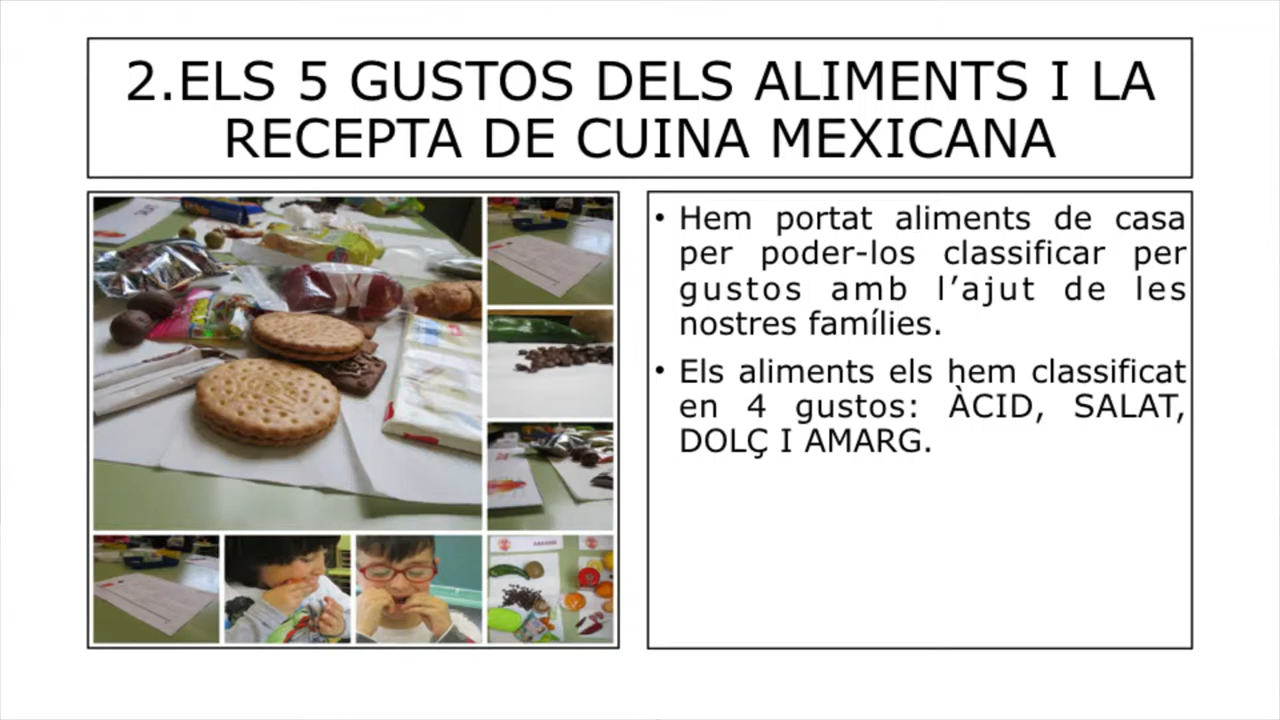 2.ELS 5 GUSTOS DELS ALIMENTS I LA
RECEPTA DE CUINA MEXICANA
• Hem portat aliments de casa
per poder-los classificar per
gustos amb l’ajut de les
nostres famílies.
• Els aliments els hem classificat
en 4 gustos: ÀCID, SALAT,
DOLÇ I AMARG.